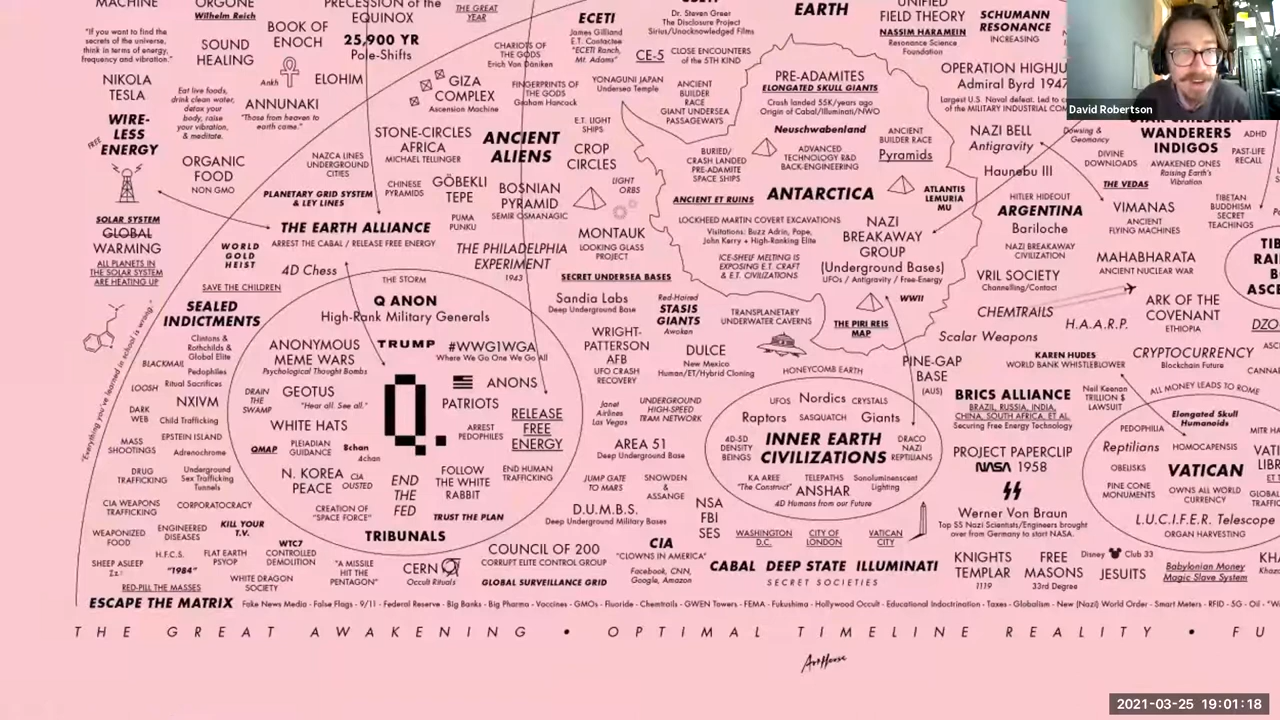 MACHINE
ORGONE
Wilhelm Reich
PRECESSION of the
EQUINOX
25,900 YR
Pole-Shifts
THE GREAT
YEAR
"If you want to find the
secrets of the universe,
think in terms of energy,
frequency and vibration."
NIKOLA
TESLA
SOUND
HEALING
BOOK OF
ENOCH
Ankh
ELOHIM
ANNUNAKI
"Those from heaven to
earth came."
Eat live foods,
drink clean water,
detox your
body, raise
your vibration,
& meditate.
FREE
WIRE-
LESS
ENERGY
ORGANIC
FOOD
NON GMO
CHARIOTS OF
THE GODS
Erich Von Däniken
GIZA
COMPLEX
Ascension Machine
FINGERPRINTS OF
THE GODS
Graham Hancock
STONE-CIRCLES
AFRICA
MICHAEL TELLINGER
ANCIENT
ALIENS
NAZCA LINES
UNDERGROUND
CITIES
PLANETARY GRID SYSTEM
& LEY LINES
CHINESE
PYRAMIDS
GÖBEKLI
TEPE
BOSNIAN
PYRAMID
SEMIR OSMANAGIC
PUMA
PUNKU
ECETI
James Gilliand
E.T. Contactee
"ECETI Ranch,
Mt. Adams"
Dr. Steven Greer
The Disclosure Project
Sirius/Unacknowledged Films
CE-5
CLOSE ENCOUNTERS
of the 5TH KIND
YONAGUNI JAPAN
Undersea Temple
E.T. LIGHT
SHIPS
CROP
CIRCLES
LIGHT
ORBS
ANCIENT
BUILDER
RACE
GIANT UNDERSEA
PASSAGEWAYS
EARTH
PRE-ADAMITES
ELONGATED SKULL GIANTS
Crash landed 55K/years ago
Origin of Cabal/Illuminati/NWO
Neuschwabenland
ANCIENT
BUILDER RACE
Pyramids
BURIED/
CRASH LANDED
PRE-ADAMITE
SPACE SHIPS
ADVANCED
TECHNOLOGY R&D
BACK-ENGINEERING
ANCIENT ET RUINS
ANTARCTICA
ATLANTIS
LEMURIA
MU
LOCKHEED MARTIN COVERT EXCAVATIONS
Visitations: Buzz Adrin, Pope,
John Kerry + High-Ranking Elite
NAZI
BREAKAWAY
GROUP
(Underground Bases)
UFOs / Antigravity / Free-Energy
ICE-SHELF MELTING IS
EXPOSING E.T. CRAFT
& E.T. CIVILIZATIONS
WWII
THE PIRI REIS
MAP
UNIFIED
FIELD THEORY
NASSIM HARAMEIN
Resonance Science
Foundation
SCHUMANN
RESONANCE
INCREASING
OPERATION HIGHJU
Admiral Byrd 1947
Largest U.S. Naval defeat. Led to c
of the MILITARY INDUSTRIAL COM
David Robertson
NAZI BELL
Antigravity
Haunebu III
Dowsing &
Geomancy
WANDERERS
INDIGOS
AWAKENED ONES
Raising Earth's
Vibration
ADHD
PAST-LIFE
RECALL
DIVINE
DOWNLOADS
THE VEDAS
VIMANAS
ANCIENT
FLYING MACHINES
TIBETAN
BUDDHISM
SECRET
TEACHINGS
HITLER HIDEOUT
ARGENTINA
Bariloche
NAZI BREAKAWAY
CIVILIZATION
MAHABHARATA
ANCIENT NUCLEAR WAR
VRIL SOCIETY
Channelling/Contact
CHEMTRAILS
H.A.A.R.P.
ARK OF THE
COVENANT
ETHIOPIA
Scalar Weapons
TIB
RAI
B
ASCE
DZO
SOLAR SYSTEM
GLOBAL
WARMING
ALL PLANETS IN
THE SOLAR SYSTEM
ARE HEATING UP
THE EARTH ALLIANCE
ARREST THE CABAL / RELEASE FREE ENERGY
WORLD
GOLD
HEIST
4D Chess
SAVE THE CHILDREN
THE PHILADELPHIA
EXPERIMENT
1943
MONTAUK
LOOKING GLASS
PROJECT
SECRET UNDERSEA BASES
"Everything you've learned in school is wrong."
SEALED
INDICTMENTS
Clintons &
Rothchilds &
Global Elite
Pedophiles
BLACKMAIL
Ritual Sacrifices
LOOSH
NXIVM
DARK
WEB
Child Trafficking
MASS
SHOOTINGS
EPSTEIN ISLAND
Adrenochrome
DRUG
TRAFFICKING
Underground
Sex Trafficking
Tunnels
CIA WEAPONS
TRAFFICKING
CORPORATOCRACY
WEAPONIZED
FOOD
ENGINEERED
DISEASES
KILL YOUR
T.V.
H.F.C.S.
FLAT EARTH
PSYOP
WTC7
CONTROLLED
DEMOLITION
SHEEP ASLEEP
Zz.
"1984"
RED-PILL THE MASSES
WHITE DRAGON
SOCIETY
THE STORM
Q ANON
High-Rank Military Generals
ANONYMOUS
MEME WARS
Psychological Thought Bombs
TRUMP
#WWG1WGA
Where We Go One We Go All
DRAIN
THE
SWAMP
GEOTUS
"Hear all. See all."
ANONS
PATRIOTS
WHITE HATS
Q.
ARREST
PEDOPHILES
RELEASE
FREE
ENERGY
QMAP
PLEIADIAN
GUIDANCE
8chan
4chan
N. KOREA
PEACE
CIA
OUSTED
END
THE
FED
FOLLOW
THE WHITE
RABBIT
END HUMAN
TRAFFICKING
CREATION OF
"SPACE FORCE"
TRUST THE PLAN
TRIBUNALS
"A MISSILE
HIT THE
PENTAGON"
CERN
Occult Rituals
COUNCIL OF 200
CORRUPT ELITE CONTROL GROUP
GLOBAL SURVEILLANCE GRID
Sandia Labs
Deep Underground Base
Red-Haired
STASIS
GIANTS
Awoken
WRIGHT-
PATTERSON
AFB
UFO CRASH
RECOVERY
DULCE
New Mexico
Human/ET/Hybrid Cloning
TRANSPLANETARY
UNDERWATER CAVERNS
HONEYCOMB EARTH
Janet
Airlines
Las Vegas
UNDERGROUND
HIGH-SPEED
TRAM NETWORK
AREA 51
Deep Underground Base
JUMP GATE
TO MARS
SNOWDEN
&
ASSANGE
D.U.M.B.S.
Deep Underground Military Bases
NSA
FBI
SES
CIA
"CLOWNS IN AMERICA"
Facebook, CNN,
Google, Amazon
UFOS
Nordics
CRYSTALS
Raptors
SASQUATCH
Giants
4D-5D
DENSITY
BEINGS
INNER EARTH
CIVILIZATIONS
DRACO
NAZI
REPTILIANS
KA AREE
"The Construct"
TELEPATHS
ANSHAR
4D Humans from our Future
Sonoluminenscent
Lighting
WASHINGTON
D.C.
CITY OF
LONDON
VATICAN
CITY
CABAL DEEP STATE ILLUMINATI
SECRET SOCIETIES
PINE-GAP
BASE
(AUS)
KAREN HUDES
WORLD BANK WHISTLEBLOWER
CRYPTOCURRENCY
Blockchain Future
BRICS ALLIANCE
BRAZIL, RUSSIA, INDIA,
CHINA, SOUTH AFRICA, ET AL.
Securing Free Energy Technology
Neil Keenan
TRILLION $
LAWSUIT
ALL MONEY LEADS TO ROME
Elongated Skull
Humanoids
PEDOPHILIA
Reptilians
HOMOCAPENSIS
OBELISKS
VATICAN
PINE CONE
MONUMENTS
OWNS ALL WORLD
CURRENCY
L.U.C.I.F.E.R. Telescope
ORGAN HARVESTING
PROJECT PAPERCLIP
NASA 1958
Werner Von Braun
Top SS Nazi Scientists/Engineers brought
over from Germany to start NASA.
KNIGHTS
TEMPLAR
1119
FREE
MASONS
33rd Degree
Disney Club 33
JESUITS
Babylonian Money
Magic Slave System
ESCAPE THE MATRIX
Fake News Media - False Flags - 9/11 - Federal Reserve - Big Banks - Big Pharma - Vaccines - GMOs - Fluoride - Chemtrails - GWEN Towers - FEMA - Fukushima - Hollywood Occult - Educational Indoctrination - Taxes - Globalism - New (Nazi) World Order - Smart Meters - RFID - 5G - Oil -
THE GREAT AWAKENING • OPTIMAL TIMELINE REALITY • FU
2021-03-25 19:01:18